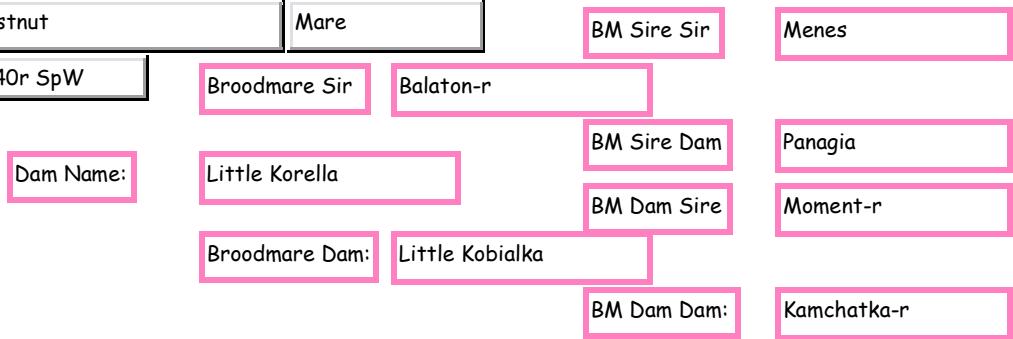 stnut Mare
BM Sire Sir Menes
40r SpW
Broodmare Sir Balaton-r
BM Sire Dam Panagia
Dam Name: Little Korella
BM Dam Sire Moment-r
Broodmare Dam: Little Kobialka
BM Dam Dam: Kamchatka-r